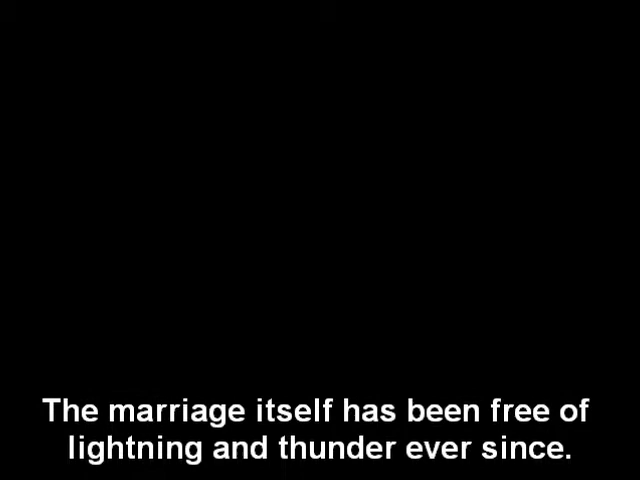 The marriage itself has been free of
lightning and thunder ever since.